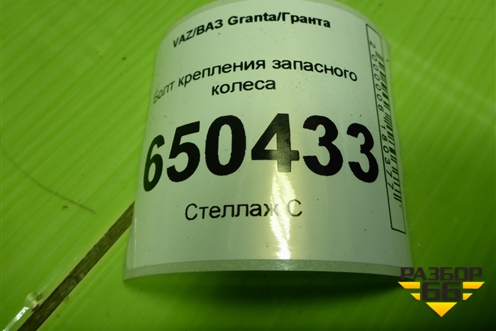 VAZ/ВАЗ Granta/Гранта
Болт крепления запасного
колеса
650433
Стеллаж С
РАЗБОР
66